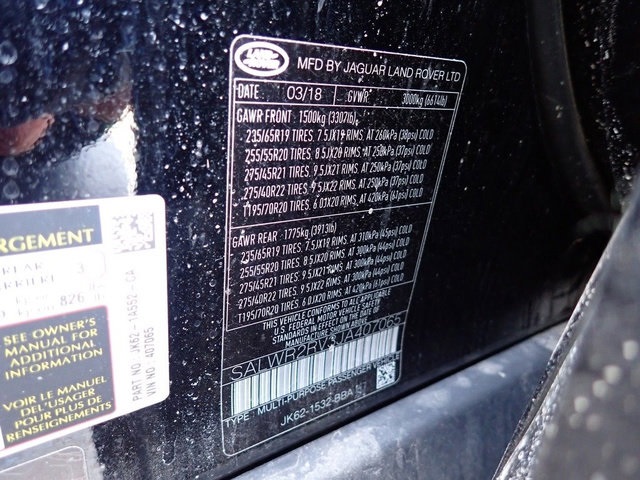 LAND ROVER
MFD BY JAGUAR LAND ROVER LTD
DATE 03/18 GVWR 3000kg (6614lb)
GAWR FRONT 1500kg (3307lb)
235/65R19 TIRES, 7.5JX19 RIMS, AT 260kPa (38psi) COLD
255/55R20 TIRES, 8.5JX20 RIMS, AT 250kPa (37psi) COLD
275/45R21 TIRES, 9.5JX21 RIMS, AT 250kPa (37psi) COLD
275/40R22 TIRES, 9.5JX22 RIMS, AT 250kPa (37psi) COLD
T195/70R20 TIRES, 6.0JX20 RIMS, AT 420kPa (61psi) COLD
GAWR REAR 1775kg (3913lb)
235/65R19 TIRES, 7.5JX19 RIMS, AT 310kPa (45psi) COLD
255/55R20 TIRES, 8.5JX20 RIMS, AT 300kPa (44psi) COLD
275/45R21 TIRES, 9.5JX21 RIMS, AT 300kPa (44psi) COLD
275/40R22 TIRES, 9.5JX22 RIMS, AT 300kPa (44psi) COLD
T195/70R20 TIRES, 6.0JX20 RIMS, AT 420kPa (61psi) COLD
THIS VEHICLE CONFORMS TO ALL APPLICABLE
U.S. FEDERAL MOTOR VEHICLE
SALWR2RV3JA407065
TYPE : MULTI-PURPOSE PASSENGER VEHICLE
JK62-1532-BBA
RGEMENT
826
SEE OWNER'S
MANUAL FOR
ADDITIONAL
INFORMATION
VOIR LE MANUEL
DEL'USAGER
POUR PLUS DE
RENSEIGNEMENTS
PART NO. JK62-1A552-CA
VIN NO. 407065